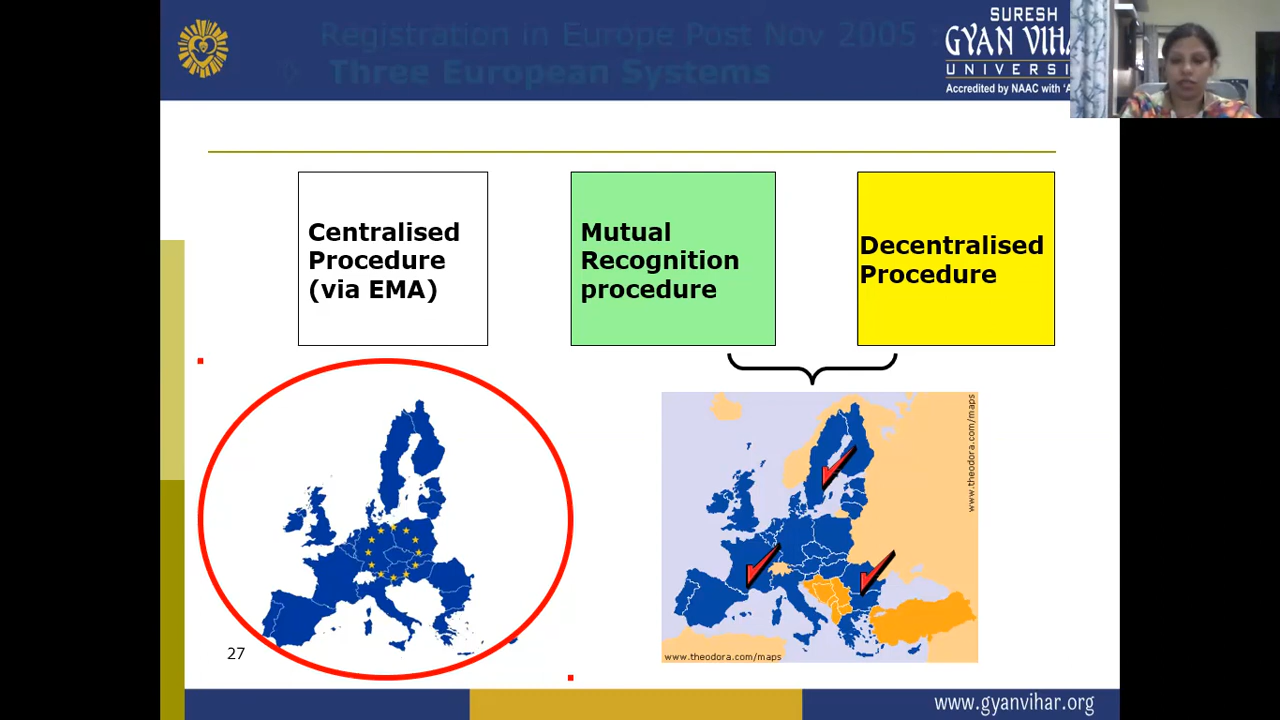 Registration in Europe Post Nov 2005 :
Three European Systems
SURESH
GYAN VIHAR
UNIVERSI
Accredited by NAAC with 'A
Centralised
Procedure
(via EMA)
Mutual
Recognition
procedure
Decentralised
Procedure
www.theodora.com/maps
www.theodora.com/maps
27
www.gyanvihar.org